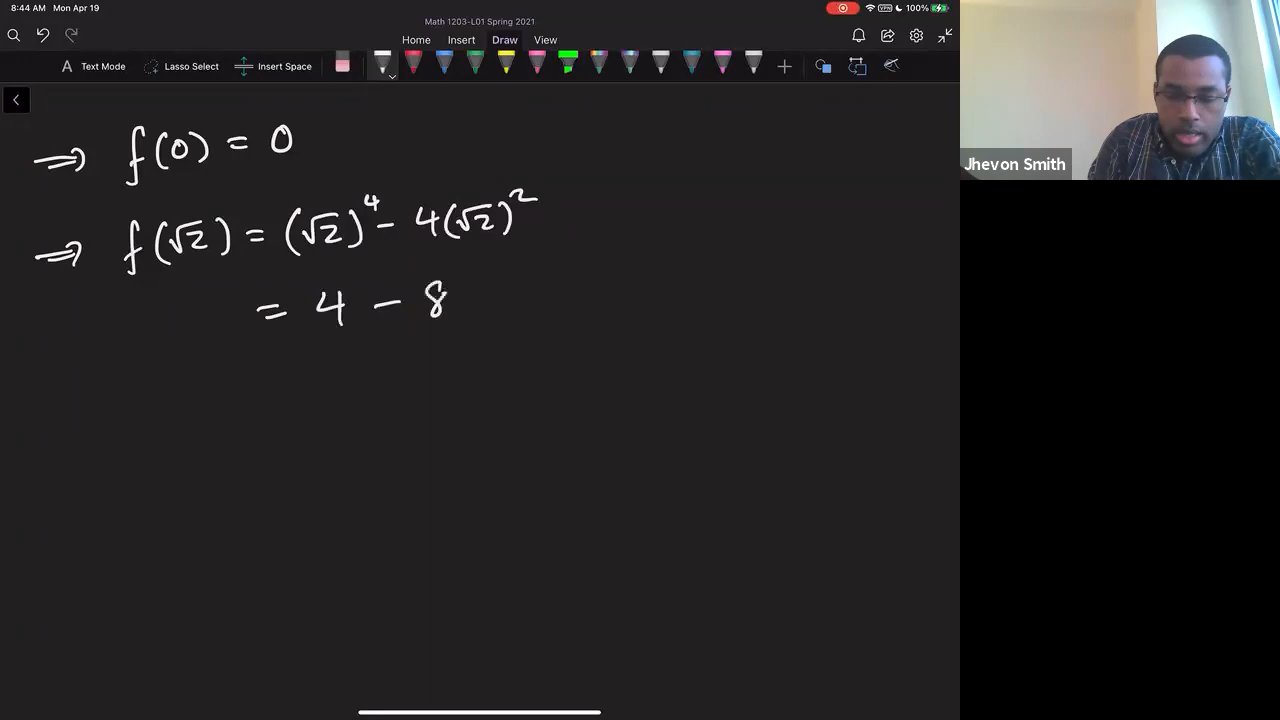 8:44 AM Mon Apr 19
100%
Math 1203-L01 Spring 2021
Home Insert Draw View
Text Mode Lasso Select Insert Space
⇒ f(0) = 0
⇒ f(√2) = (√2)⁴ - 4(√2)²
= 4 - 8
Jhevon Smith